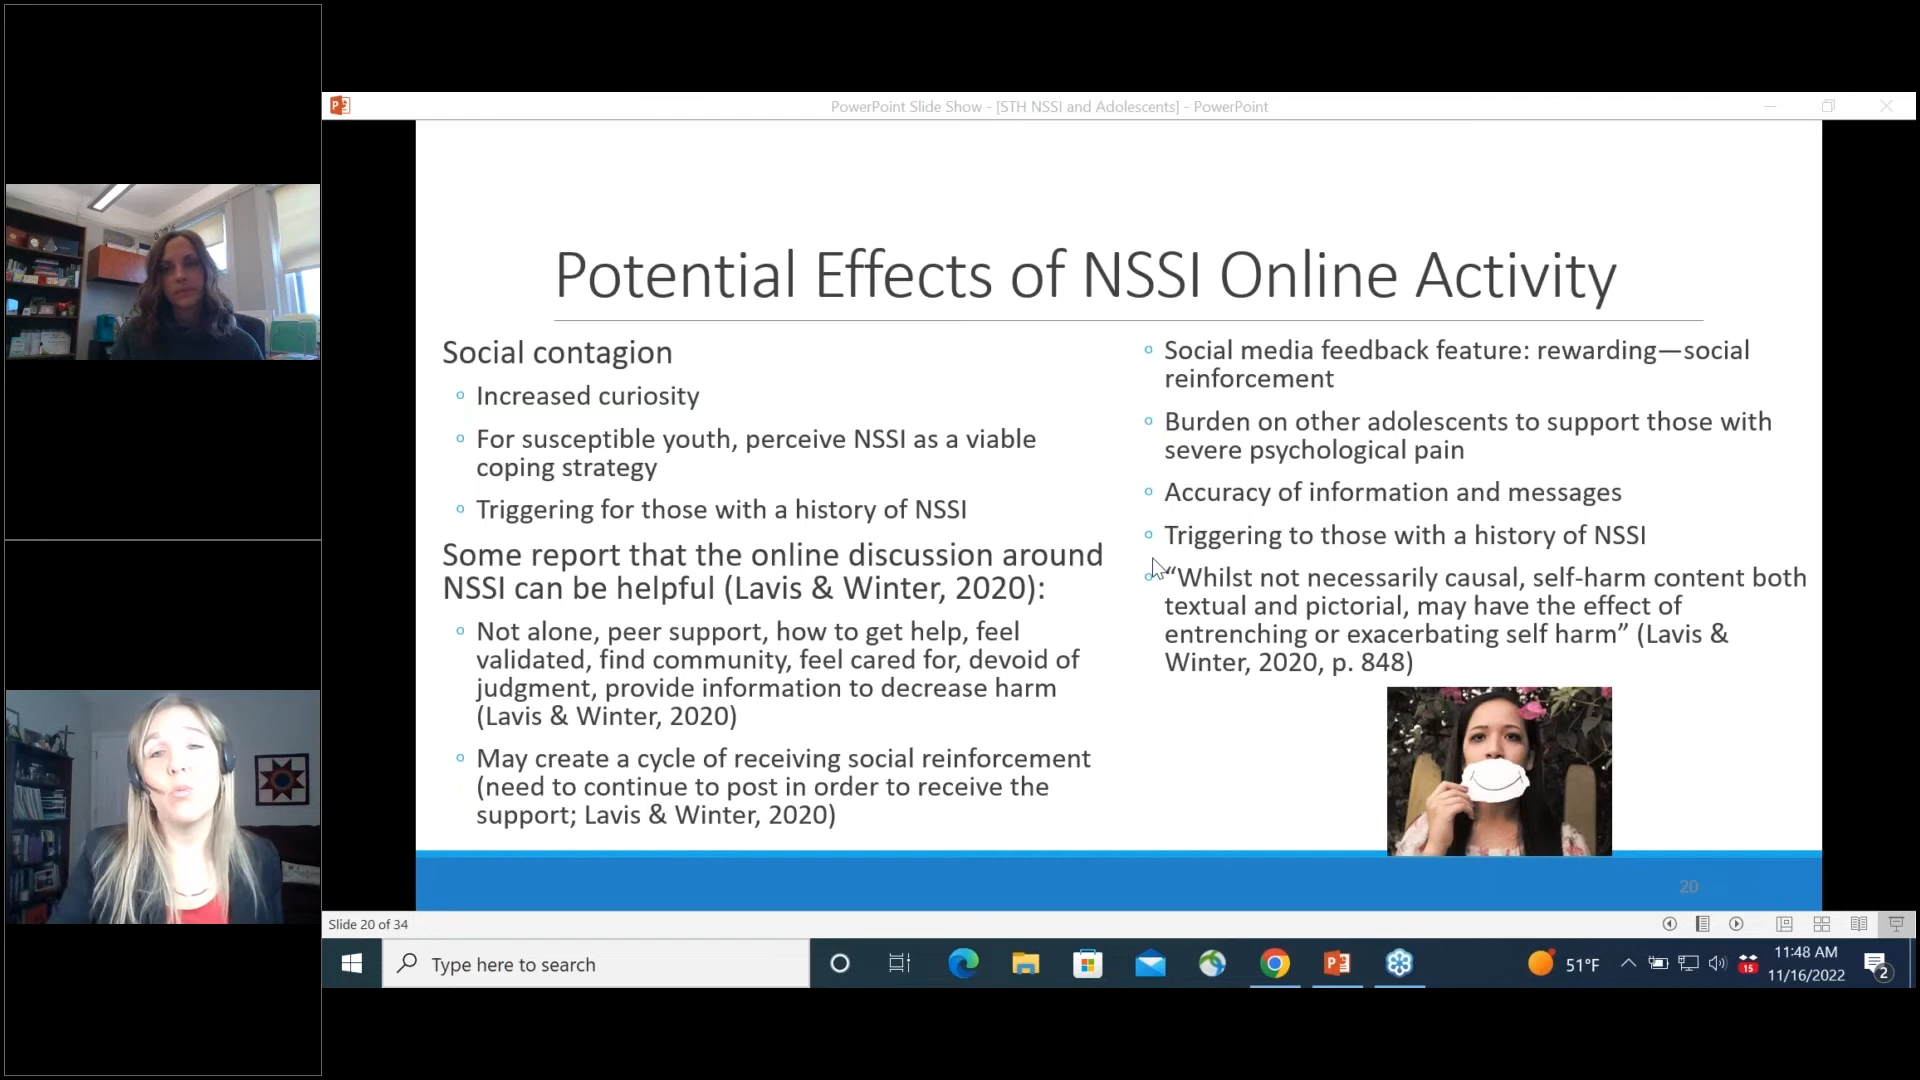 PowerPoint Slide Show - [STH NSSI and Adolescents] - PowerPoint
Potential Effects of NSSI Online Activity
Social contagion
Increased curiosity
For susceptible youth, perceive NSSI as a viable
coping strategy
Triggering for those with a history of NSSI
Some report that the online discussion around
NSSI can be helpful (Lavis & Winter, 2020):
Not alone, peer support, how to get help, feel
validated, find community, feel cared for, devoid of
judgment, provide information to decrease harm
(Lavis & Winter, 2020)
May create a cycle of receiving social reinforcement
(need to continue to post in order to receive the
support; Lavis & Winter, 2020)
Social media feedback feature: rewarding—social
reinforcement
Burden on other adolescents to support those with
severe psychological pain
Accuracy of information and messages
Triggering to those with a history of NSSI
“Whilst not necessarily causal, self-harm content both
textual and pictorial, may have the effect of
entrenching or exacerbating self harm” (Lavis &
Winter, 2020, p. 848)
20
Slide 20 of 34
Type here to search
51°F
15
11:48 AM
11/16/2022
2